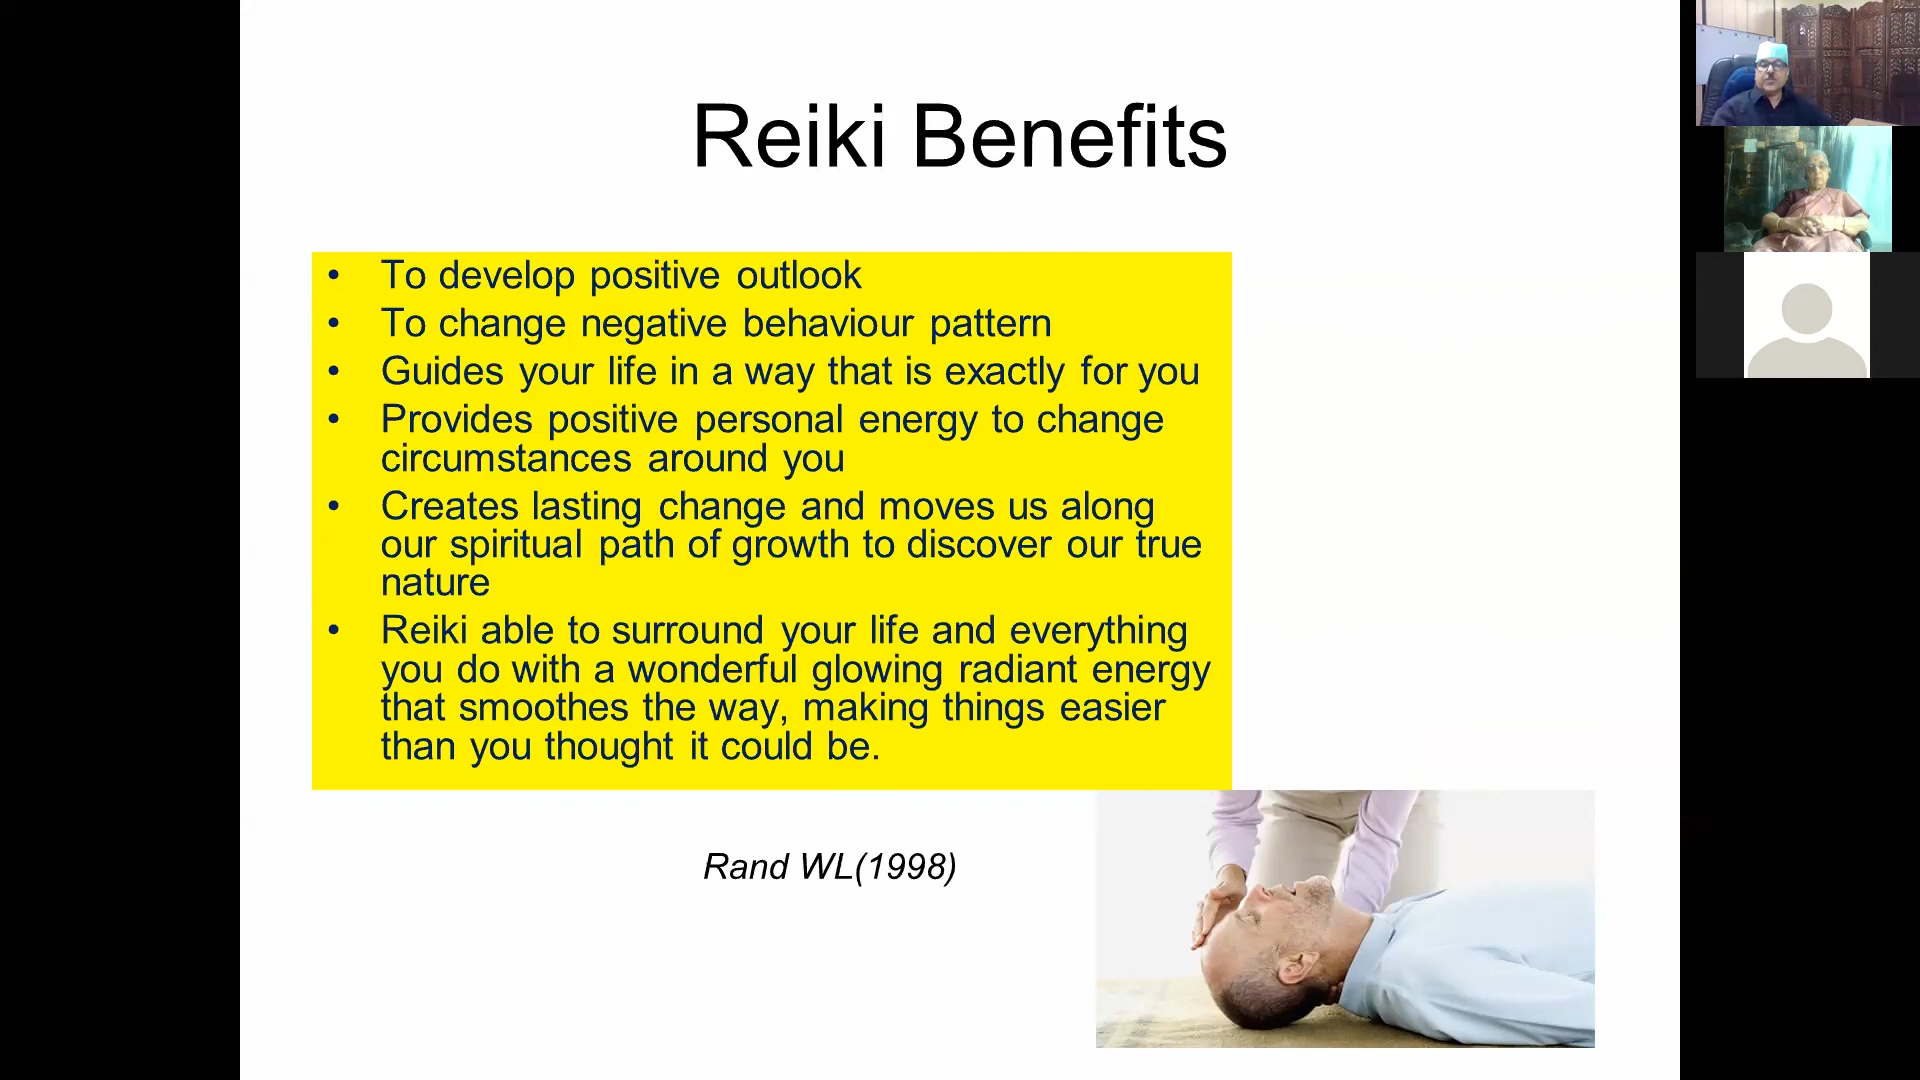 Reiki Benefits
• To develop positive outlook
• To change negative behaviour pattern
• Guides your life in a way that is exactly for you
• Provides positive personal energy to change
circumstances around you
• Creates lasting change and moves us along
our spiritual path of growth to discover our true
nature
• Reiki able to surround your life and everything
you do with a wonderful glowing radiant energy
that smoothes the way, making things easier
than you thought it could be.
Rand WL(1998)